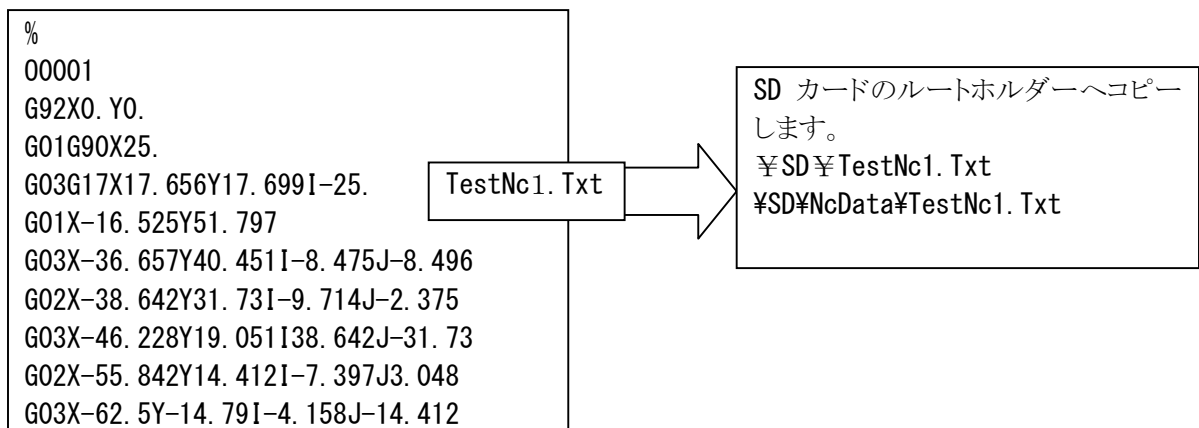 %
O0001
G92X0.Y0.
G01G90X25.
G03G17X17.656Y17.699I-25.
G01X-16.525Y51.797
G03X-36.657Y40.451I-8.475J-8.496
G02X-38.642Y31.73I-9.714J-2.375
G03X-46.228Y19.051I38.642J-31.73
G02X-55.842Y14.412I-7.397J3.048
G03X-62.5Y-14.79I-4.158J-14.412
TestNc1.Txt
SD カードのルートホルダーへコピー
します。
￥SD￥TestNc1.Txt
¥SD¥NcData¥TestNc1.Txt